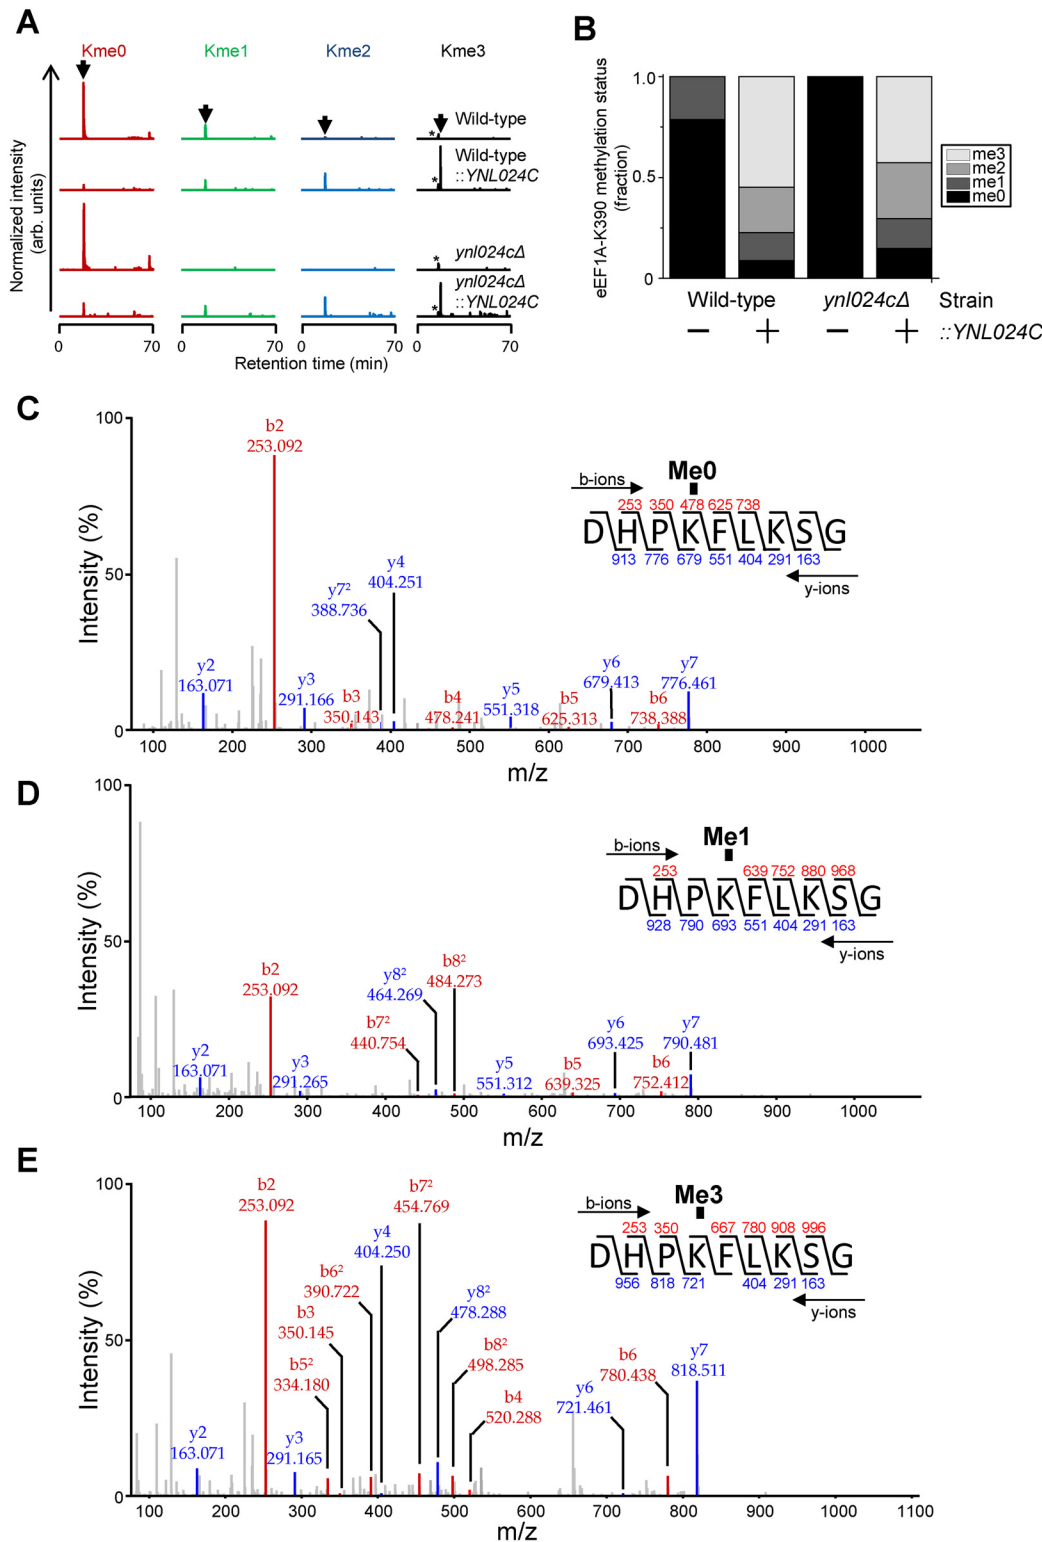 A
Kme0 Kme1 Kme2 Kme3
Normalized intensity
(arb. units)
* Wild-type
Wild-type
* ::YNL024C
* ynl024cΔ
ynl024cΔ
* ::YNL024C
0 70 0 70 0 70 0 70
Retention time (min)
B
eEF1A-K390 methylation status
(fraction)
1.0
0.5
0
me3
me2
me1
me0
Wild-type ynl024cΔ Strain
− + − + ::YNL024C
C
Intensity (%)
100
50
0
b2
253.092
y4
404.251
y7²
388.736
y2
163.071
y3
291.166
b3
350.143
b4
478.241
y5
551.318
b5
625.313
y6
679.413
b6
738.388
y7
776.461
b-ions
Me0
253 350 478 625 738
DHPKFLKSG
913 776 679 551 404 291 163
y-ions
100 200 300 400 500 600 700 800 900 1000
m/z
D
Intensity (%)
100
50
0
b2
253.092
y8²
464.269
b8²
484.273
b7²
440.754
y2
163.071
y3
291.265
y5
551.312
b5
639.325
y6
693.425
b6
752.412
y7
790.481
b-ions
Me1
253 639 752 880 968
DHPKFLKSG
928 790 693 551 404 291 163
y-ions
100 200 300 400 500 600 700 800 900 1000
m/z
E
Intensity (%)
100
50
0
b2
253.092
b7²
454.769
y4
404.250
b6²
390.722
b3
350.145
b5²
334.180
y8²
478.288
b8²
498.285
b4
520.288
y2
163.071
y3
291.165
y6
721.461
b6
780.438
y7
818.511
b-ions
Me3
253 350 667 780 908 996
DHPKFLKSG
956 818 721 404 291 163
y-ions
100 200 300 400 500 600 700 800 900 1000 1100
m/z